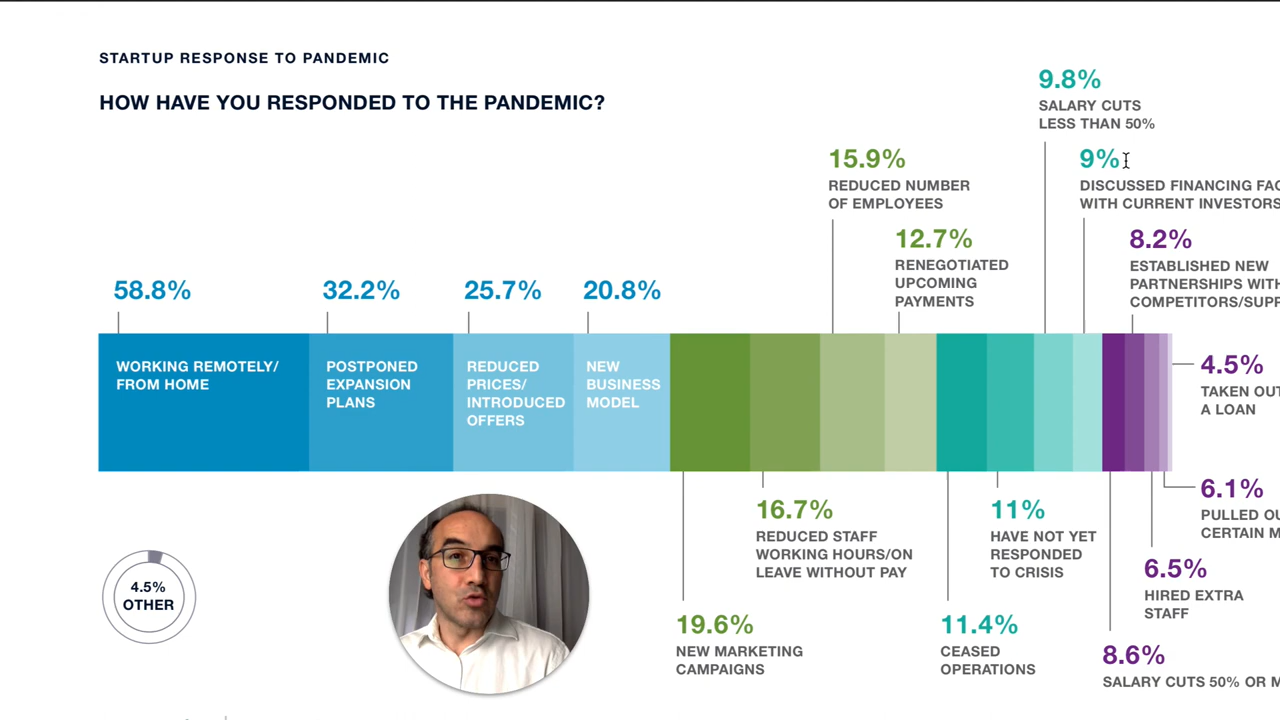 STARTUP RESPONSE TO PANDEMIC
HOW HAVE YOU RESPONDED TO THE PANDEMIC?
9.8%
SALARY CUTS
LESS THAN 50%
15.9%
REDUCED NUMBER
OF EMPLOYEES
9%
DISCUSSED FINANCING
WITH CURRENT INVESTORS
12.7%
RENEGOTIATED
UPCOMING
PAYMENTS
8.2%
ESTABLISHED NEW
PARTNERSHIPS WITH
58.8%
32.2%
25.7%
20.8%
WORKING REMOTELY/
FROM HOME
POSTPONED
EXPANSION
PLANS
REDUCED
PRICES/
INTRODUCED
OFFERS
NEW
BUSINESS
MODEL
4.5%
TAKEN OUT
A LOAN
16.7%
REDUCED STAFF
WORKING HOURS/ON
LEAVE WITHOUT PAY
11%
HAVE NOT YET
RESPONDED
TO CRISIS
6.1%
PULLED
CERTAIN
6.5%
HIRED EXTRA
STAFF
4.5%
OTHER
19.6%
NEW MARKETING
CAMPAIGNS
11.4%
CEASED
OPERATIONS
8.6%
SALARY CUTS 50% OR